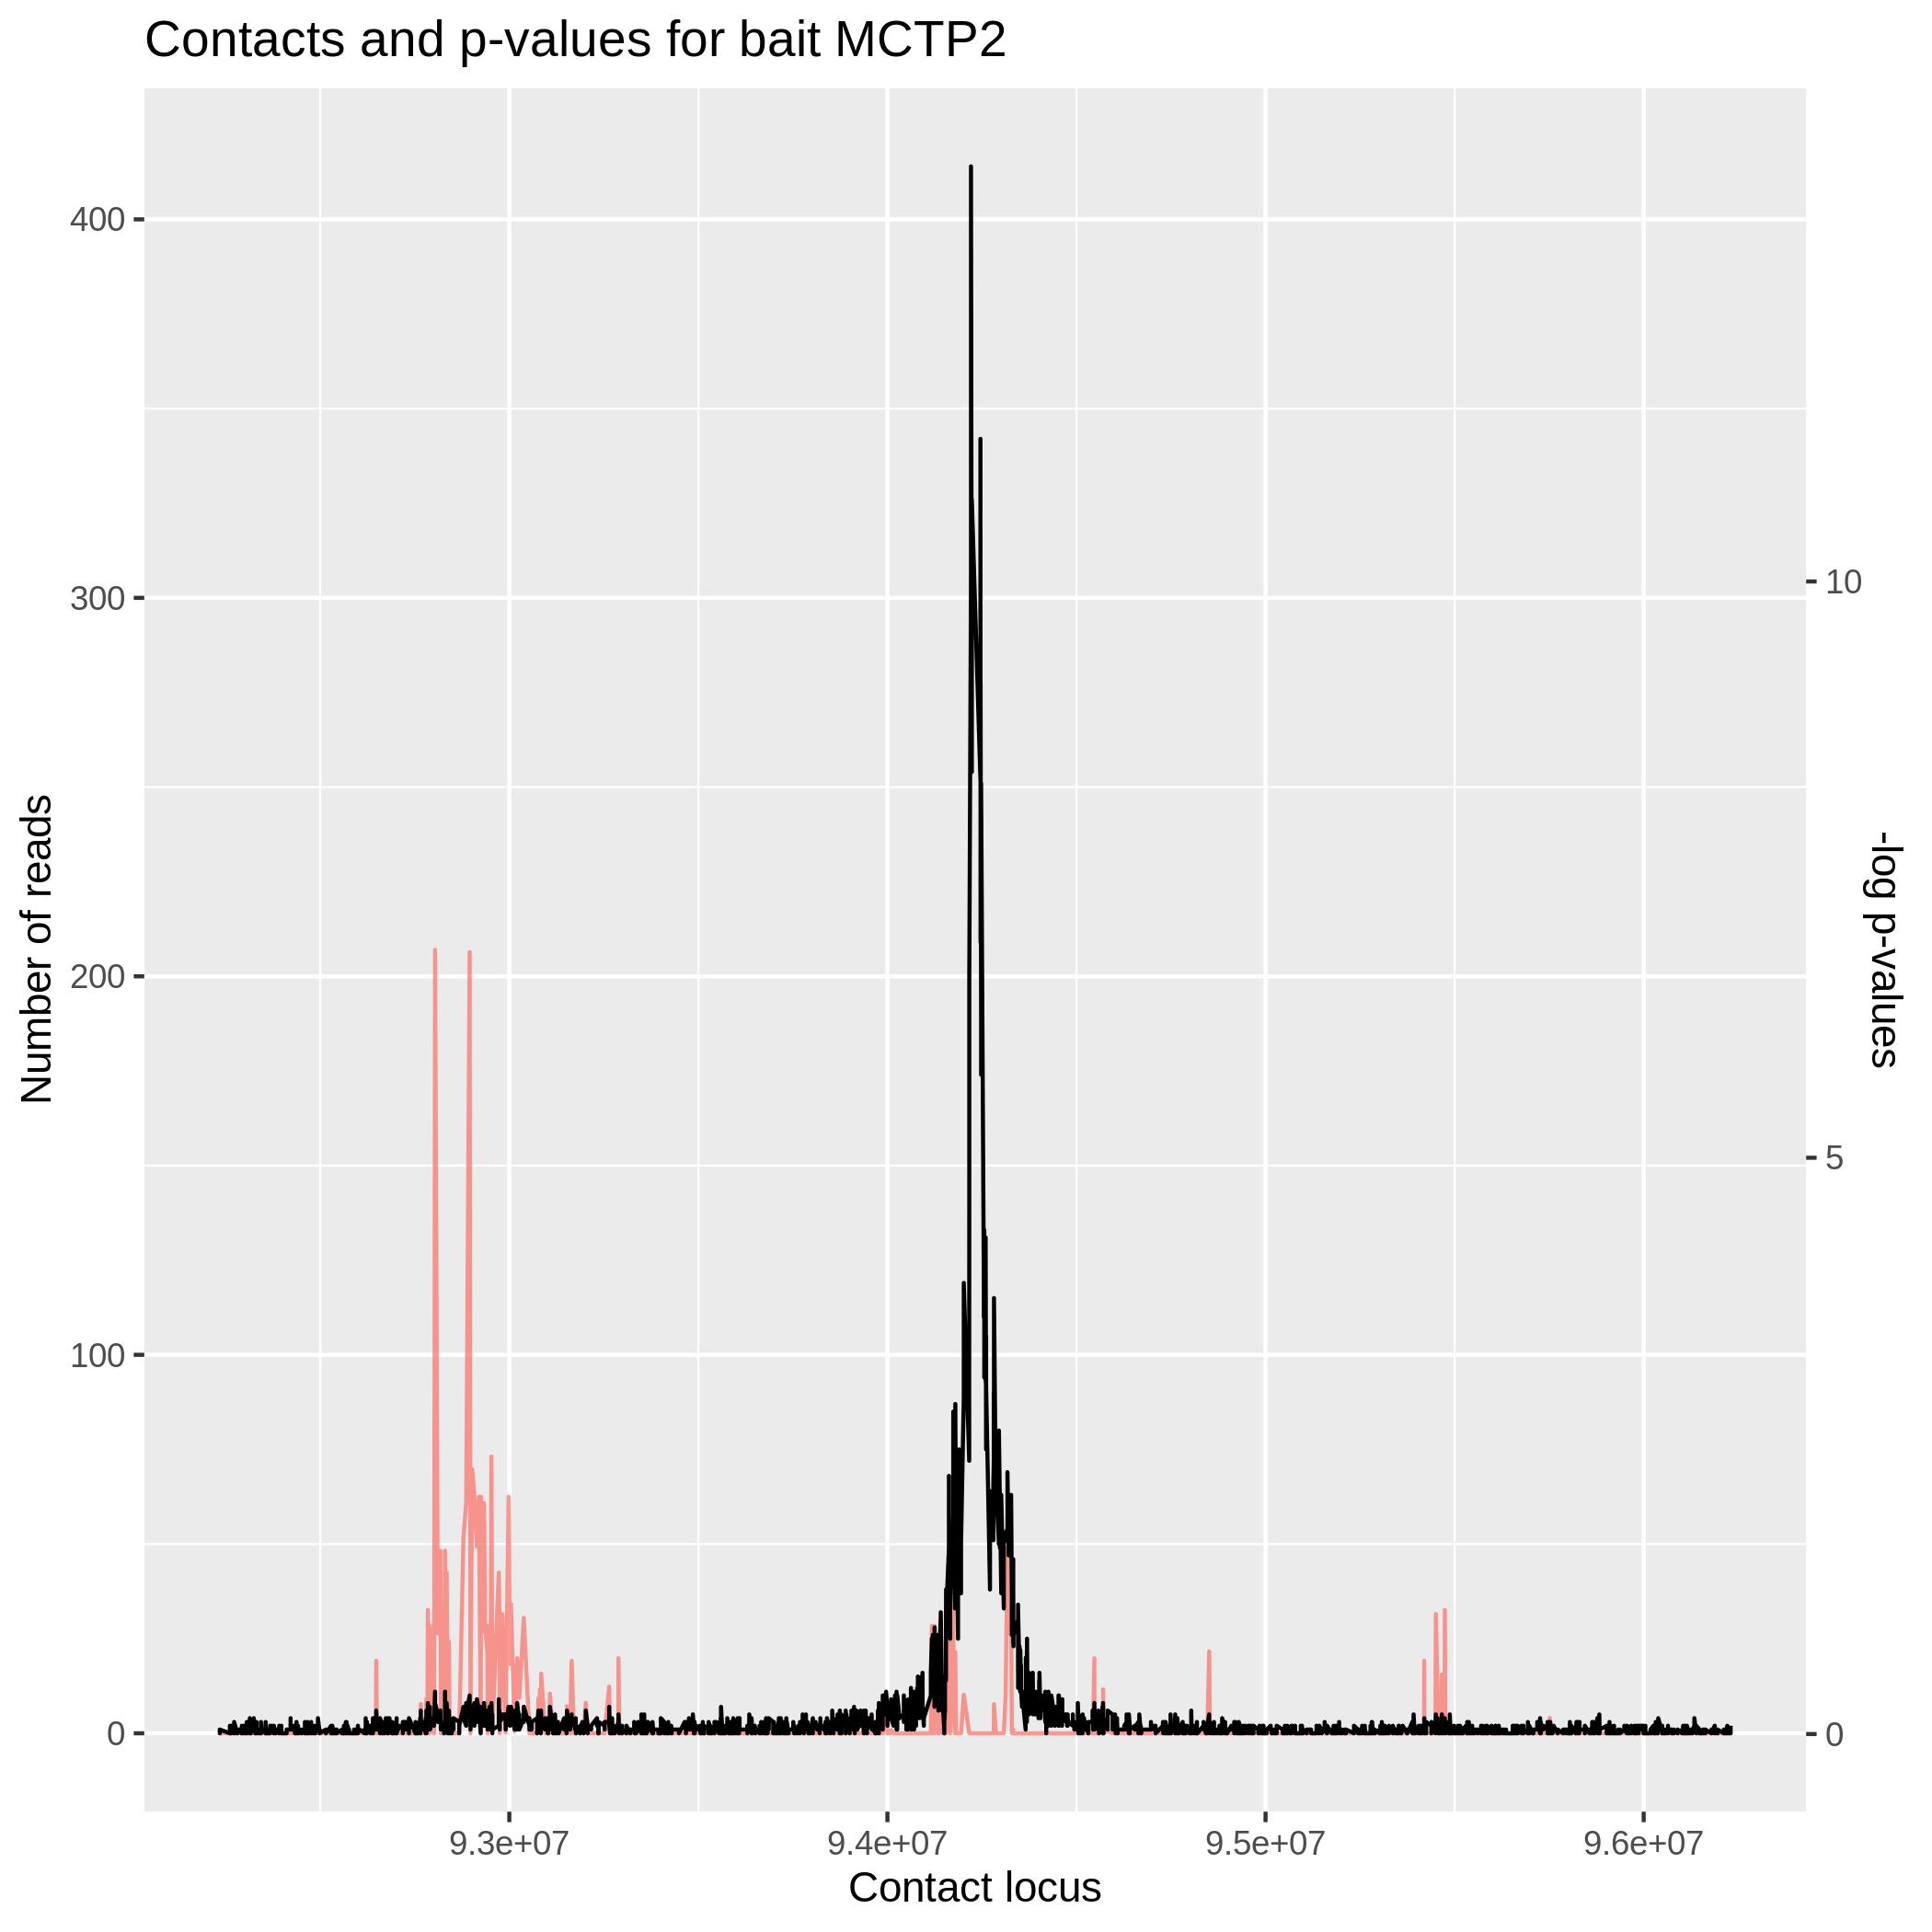 Contacts and p-values for bait MCTP2
Number of reads
400
300
200
100
0
10
5
0
-log p-values
9.3e+07
9.4e+07
9.5e+07
9.6e+07
Contact locus